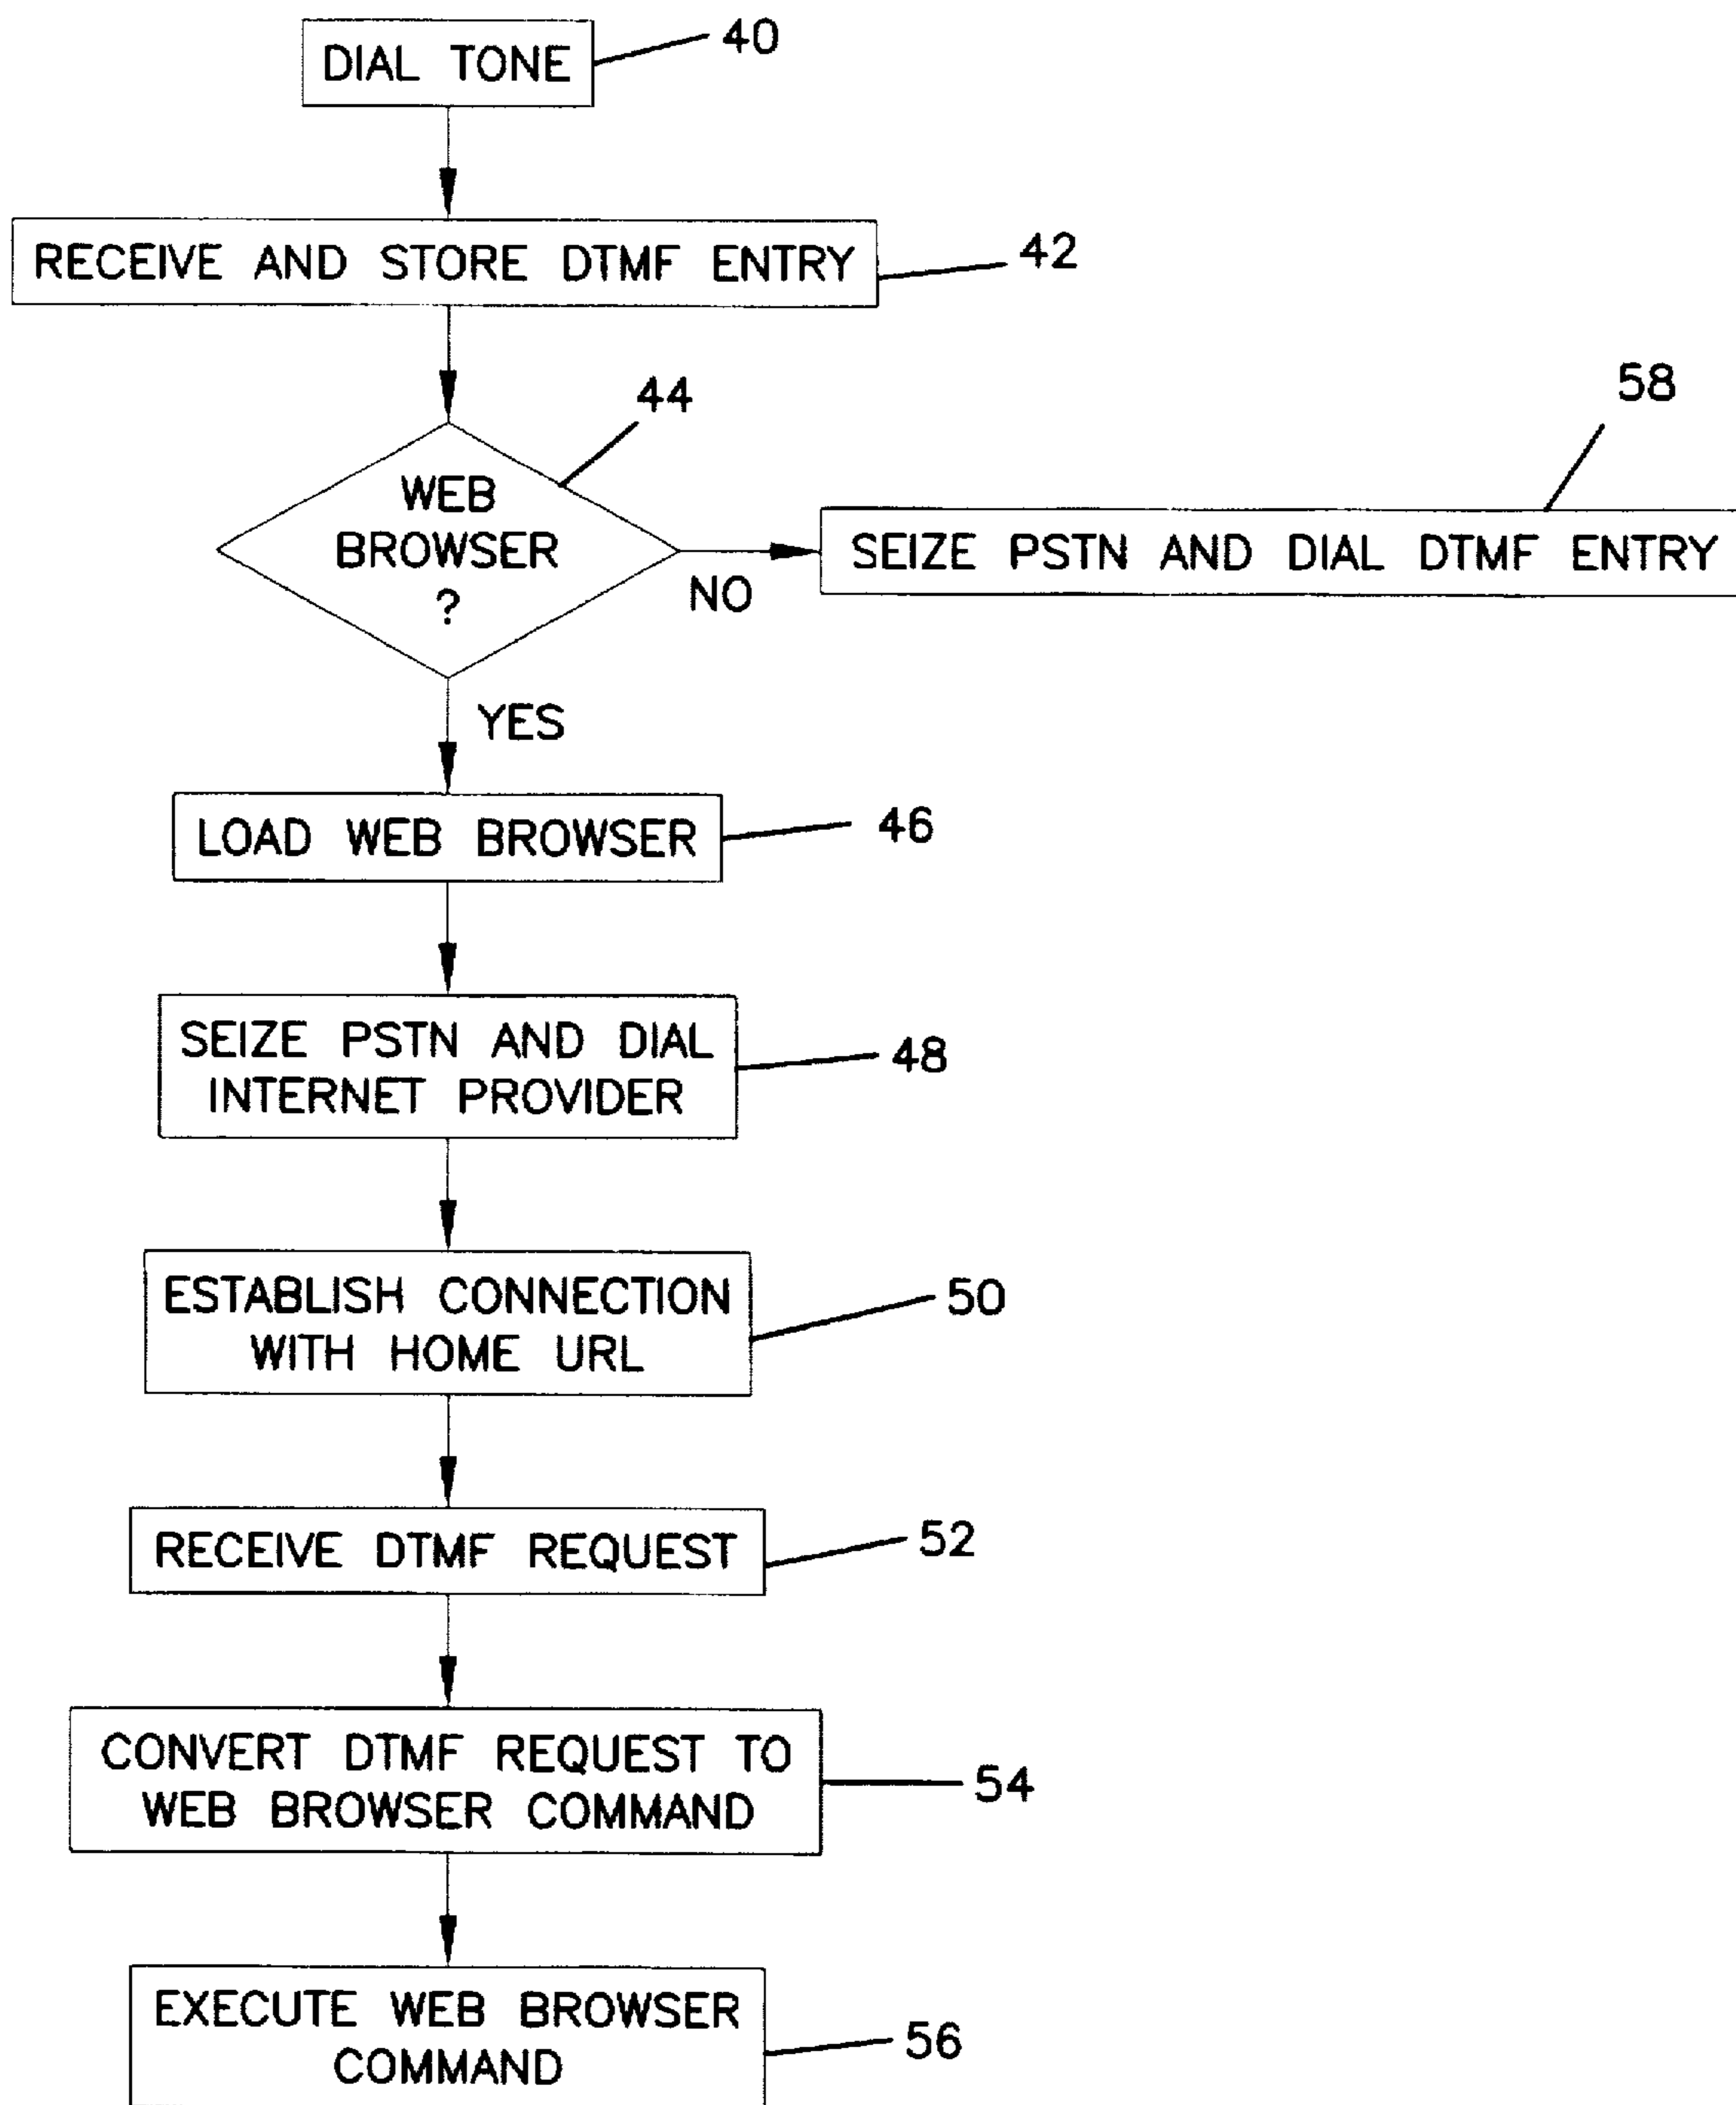 DIAL TONE
40
RECEIVE AND STORE DTMF ENTRY
42
44
WEB
BROWSER
?
NO
58
SEIZE PSTN AND DIAL DTMF ENTRY
YES
LOAD WEB BROWSER
46
SEIZE PSTN AND DIAL
INTERNET PROVIDER
48
ESTABLISH CONNECTION
WITH HOME URL
50
RECEIVE DTMF REQUEST
52
CONVERT DTMF REQUEST TO
WEB BROWSER COMMAND
54
EXECUTE WEB BROWSER
COMMAND
56